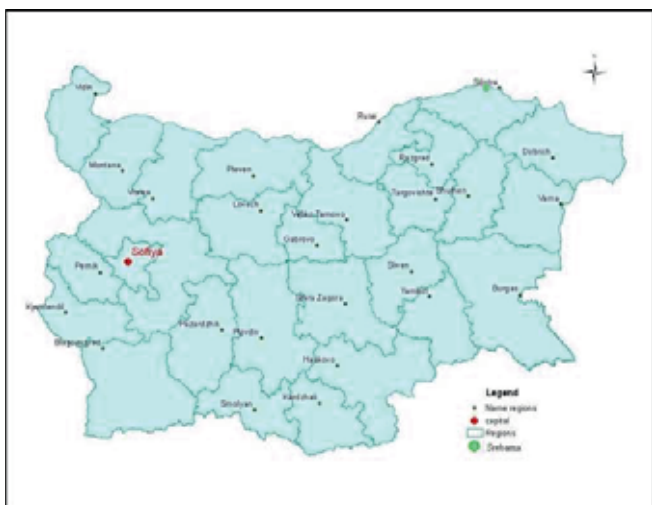 Vidin
Silistra
Ruse
Montana
Razgrad
Dobrich
Pleven
Vratsa
Targovishte
Shumen
Varna
Lovech
Veliko Tarnovo
Gabrovo
Sofiya
Pernik
Sliven
Kyustendil
Stara Zagora
Yambol
Burgas
Pazardzhik
Plovdiv
Blagoevgrad
Haskovo
Smolyan
Kardzhali
Legend
Name regions
capital
Regions
Srebarna